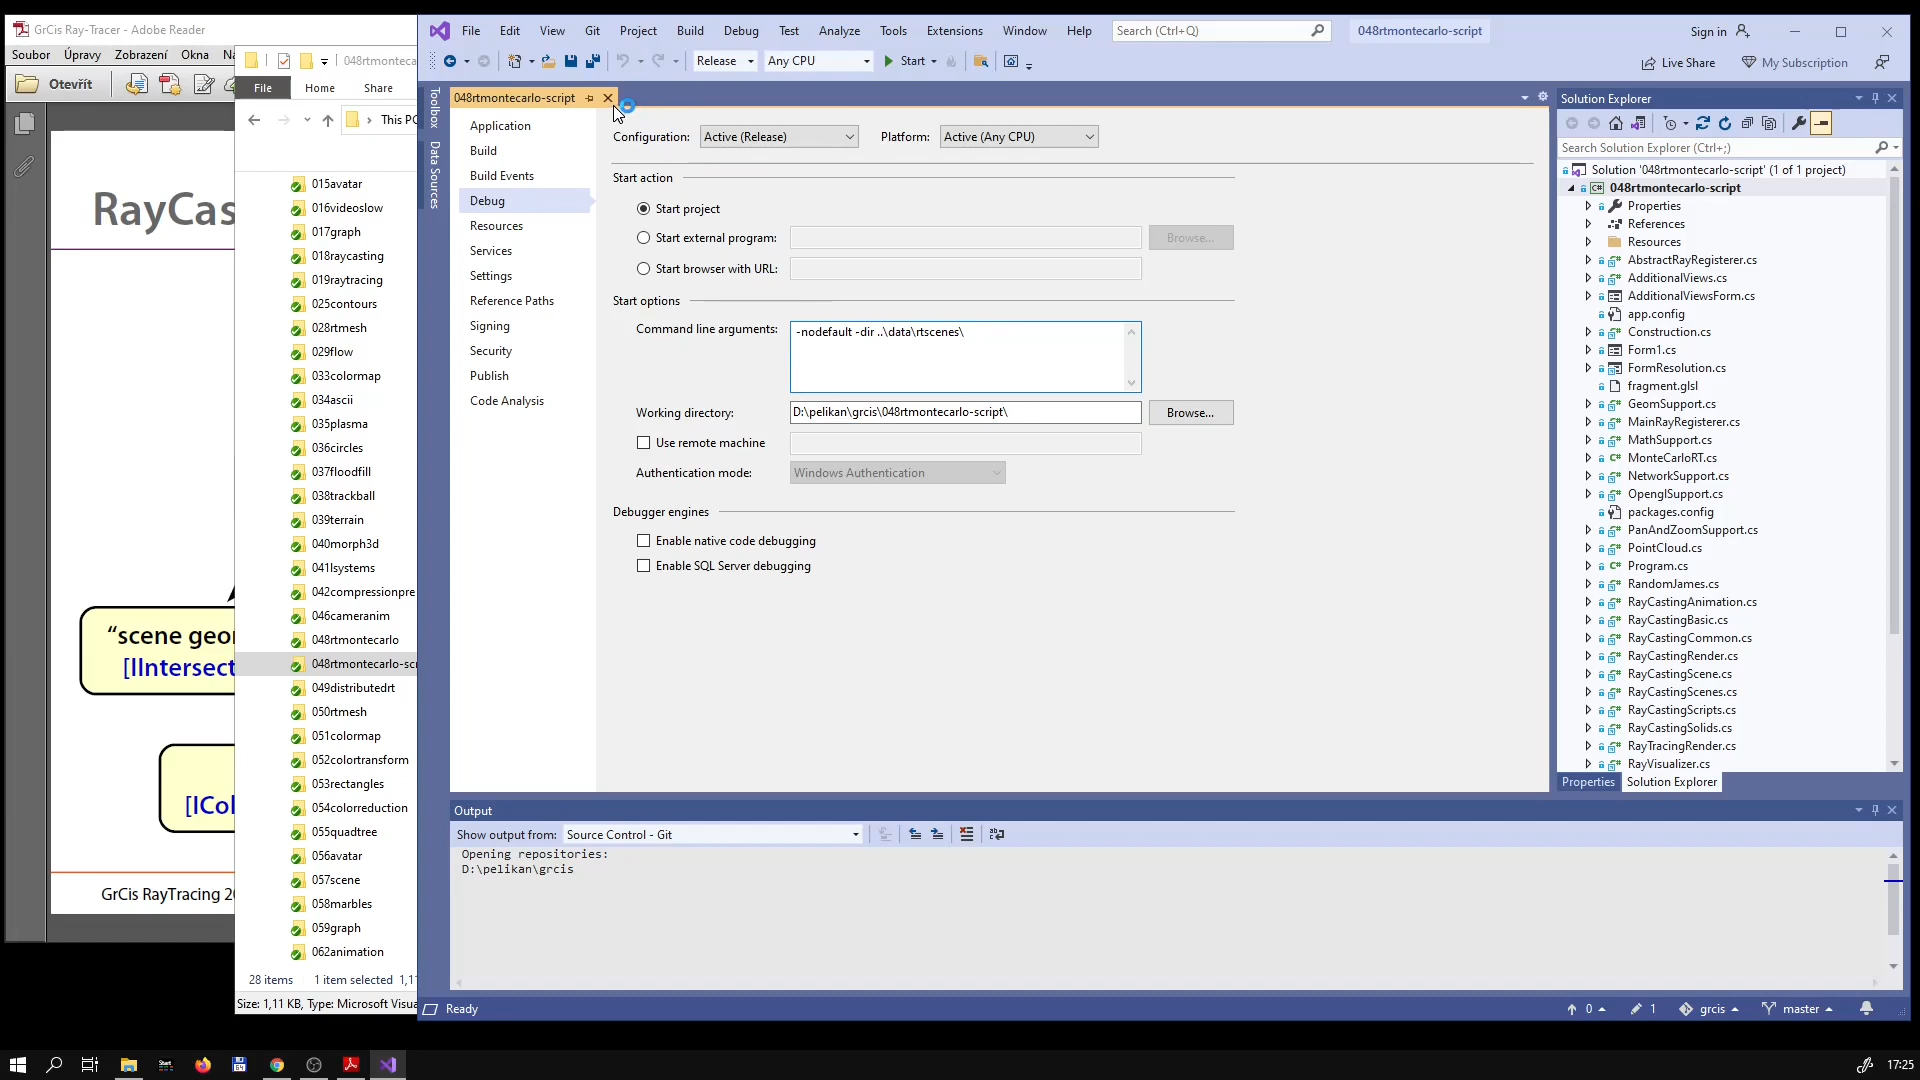 GrCis Ray-Tracer - Adobe Reader
Soubor Úpravy Zobrazení Okna
Otevřít
RayCas
“scene geo
[IIntersect
[ICol
GrCis RayTracing 20
048rtmonteca
File Home Share
This PC
015avatar
016videoslow
017graph
018raycasting
019raytracing
025contours
028rtmesh
029flow
033colormap
034ascii
035plasma
036circles
037floodfill
038trackball
039terrain
040morph3d
041lsystems
042compressionpre
046cameranim
048rtmontecarlo
048rtmontecarlo-scr
049distributedrt
050rtmesh
051colormap
052colortransform
053rectangles
054colorreduction
055quadtree
056avatar
057scene
058marbles
059graph
062animation
28 items 1 item selected 1,1
Size: 1,11 KB, Type: Microsoft Visua
File Edit View Git Project Build Debug Test Analyze Tools Extensions Window Help Search (Ctrl+Q) 048rtmontecarlo-script Sign in
Release Any CPU Start Live Share My Subscription
Toolbox
Data Sources
048rtmontecarlo-script
Application
Build
Build Events
Debug
Resources
Services
Settings
Reference Paths
Signing
Security
Publish
Code Analysis
Configuration: Active (Release) Platform: Active (Any CPU)
Start action
Start project
Start external program: Browse...
Start browser with URL:
Start options
Command line arguments: -nodefault -dir ..\data\rtscenes\
Working directory: D:\pelikan\grcis\048rtmontecarlo-script\ Browse...
Use remote machine
Authentication mode: Windows Authentication
Debugger engines
Enable native code debugging
Enable SQL Server debugging
Solution Explorer
Search Solution Explorer (Ctrl+;)
Solution '048rtmontecarlo-script' (1 of 1 project)
048rtmontecarlo-script
Properties
References
Resources
AbstractRayRegisterer.cs
AdditionalViews.cs
AdditionalViewsForm.cs
app.config
Construction.cs
Form1.cs
FormResolution.cs
fragment.glsl
GeomSupport.cs
MainRayRegisterer.cs
MathSupport.cs
MonteCarloRT.cs
NetworkSupport.cs
OpenglSupport.cs
packages.config
PanAndZoomSupport.cs
PointCloud.cs
Program.cs
RandomJames.cs
RayCastingAnimation.cs
RayCastingBasic.cs
RayCastingCommon.cs
RayCastingRender.cs
RayCastingScene.cs
RayCastingScenes.cs
RayCastingScripts.cs
RayCastingSolids.cs
RayTracingRender.cs
RayVisualizer.cs
Properties Solution Explorer
Output
Show output from: Source Control - Git
Opening repositories:
D:\pelikan\grcis
Ready 0 1 grcis master
17:25